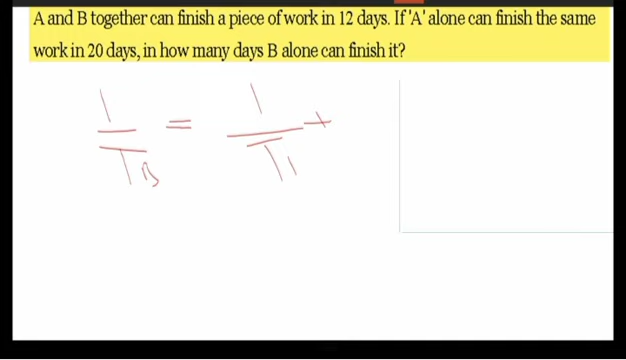 A and B together can finish a piece of work in 12 days. If 'A' alone can finish the same
work in 20 days, in how many days B alone can finish it?
1/T_B = 1/T_1 +